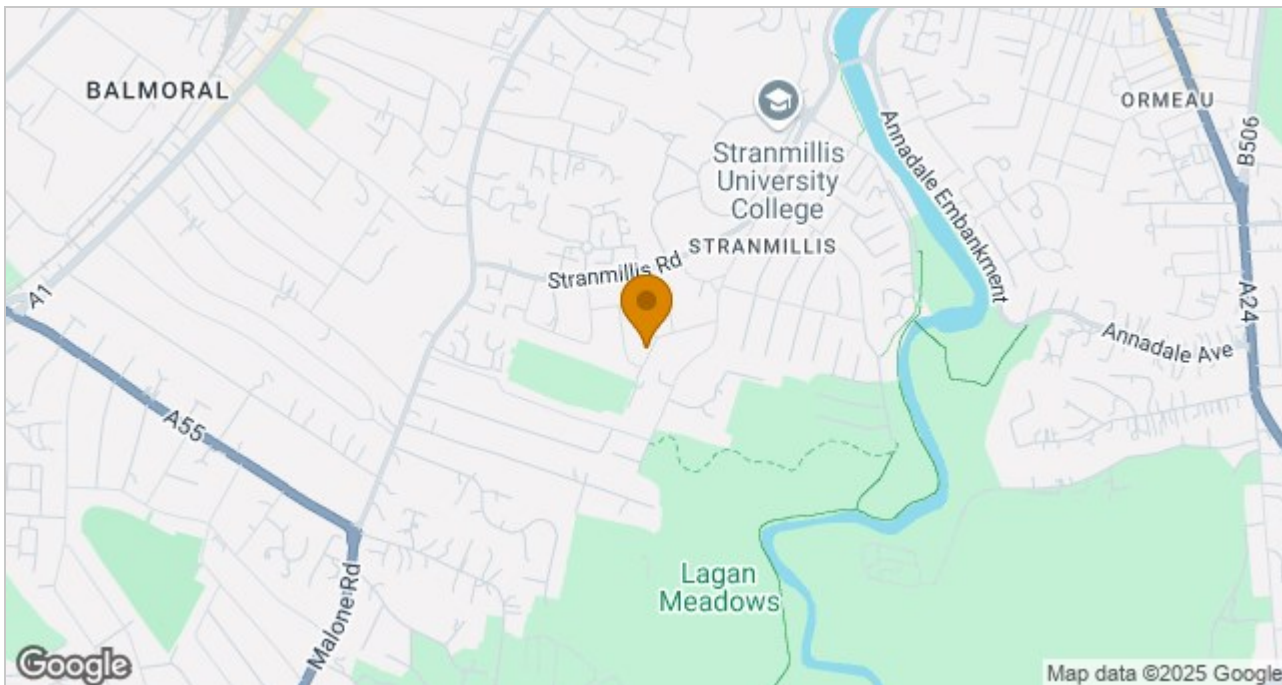 BALMORAL
ORMEAU
B506
Annadale Embankment
Stranmillis
University
College
STRANMILLIS
Stranmillis Rd
A1
A24
Annadale Ave
A55
Lagan
Meadows
Malone Rd
Google
Map data ©2025 Google